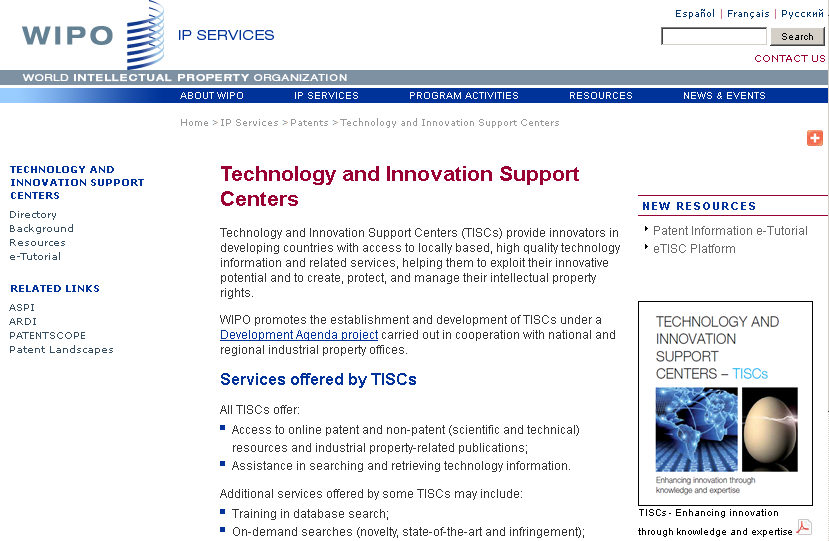 Español | Français | Русский
WIPO
IP SERVICES
Search
CONTACT US
WORLD INTELLECTUAL PROPERTY ORGANIZATION
ABOUT WIPO
IP SERVICES
PROGRAM ACTIVITIES
RESOURCES
NEWS & EVENTS
Home > IP Services > Patents > Technology and Innovation Support Centers
TECHNOLOGY AND
INNOVATION SUPPORT
CENTERS
Directory
Background
Resources
e-Tutorial
RELATED LINKS
ASPI
ARDI
PATENTSCOPE
Patent Landscapes
Technology and Innovation Support
Centers
Technology and Innovation Support Centers (TISCs) provide innovators in
developing countries with access to locally based, high quality technology
information and related services, helping them to exploit their innovative
potential and to create, protect, and manage their intellectual property
rights.
WIPO promotes the establishment and development of TISCs under a
Development Agenda project carried out in cooperation with national and
regional industrial property offices.
Services offered by TISCs
All TISCs offer:
Access to online patent and non-patent (scientific and technical)
resources and industrial property-related publications;
Assistance in searching and retrieving technology information.
Additional services offered by some TISCs may include:
Training in database search;
On-demand searches (novelty, state-of-the-art and infringement);
NEW RESOURCES
Patent Information e-Tutorial
eTISC Platform
TECHNOLOGY AND
INNOVATION
SUPPORT
CENTERS – TISCs
Enhancing innovation through
knowledge and expertise
TISCs - Enhancing innovation
through knowledge and expertise